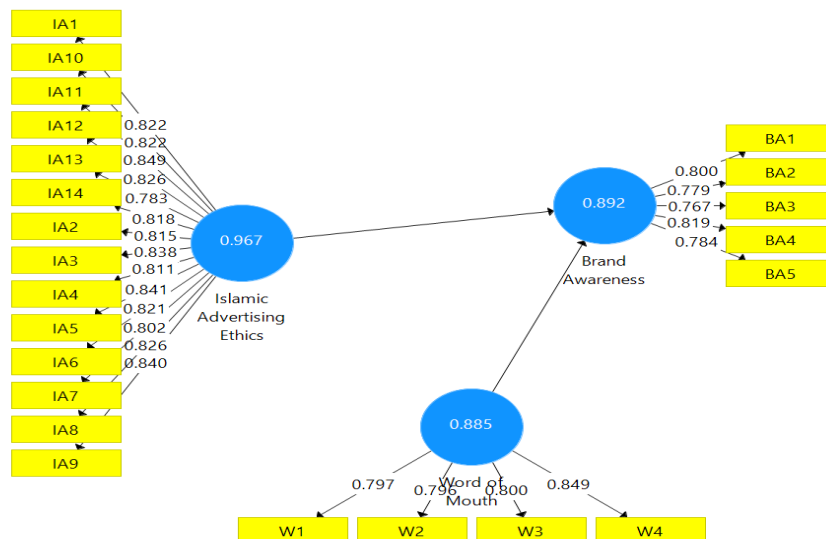 IA1
IA10
IA11
IA12
IA13
IA14
IA2
IA3
IA4
IA5
IA6
IA7
IA8
IA9
0.822
0.822
0.849
0.826
0.783
0.818
0.815
0.838
0.811
0.841
0.821
0.802
0.826
0.840
0.967
Islamic
Advertising
Ethics
0.892
Brand
Awareness
0.800
0.779
0.767
0.819
0.784
BA1
BA2
BA3
BA4
BA5
0.885
Word of
Mouth
0.797
0.796
0.800
0.849
W1
W2
W3
W4